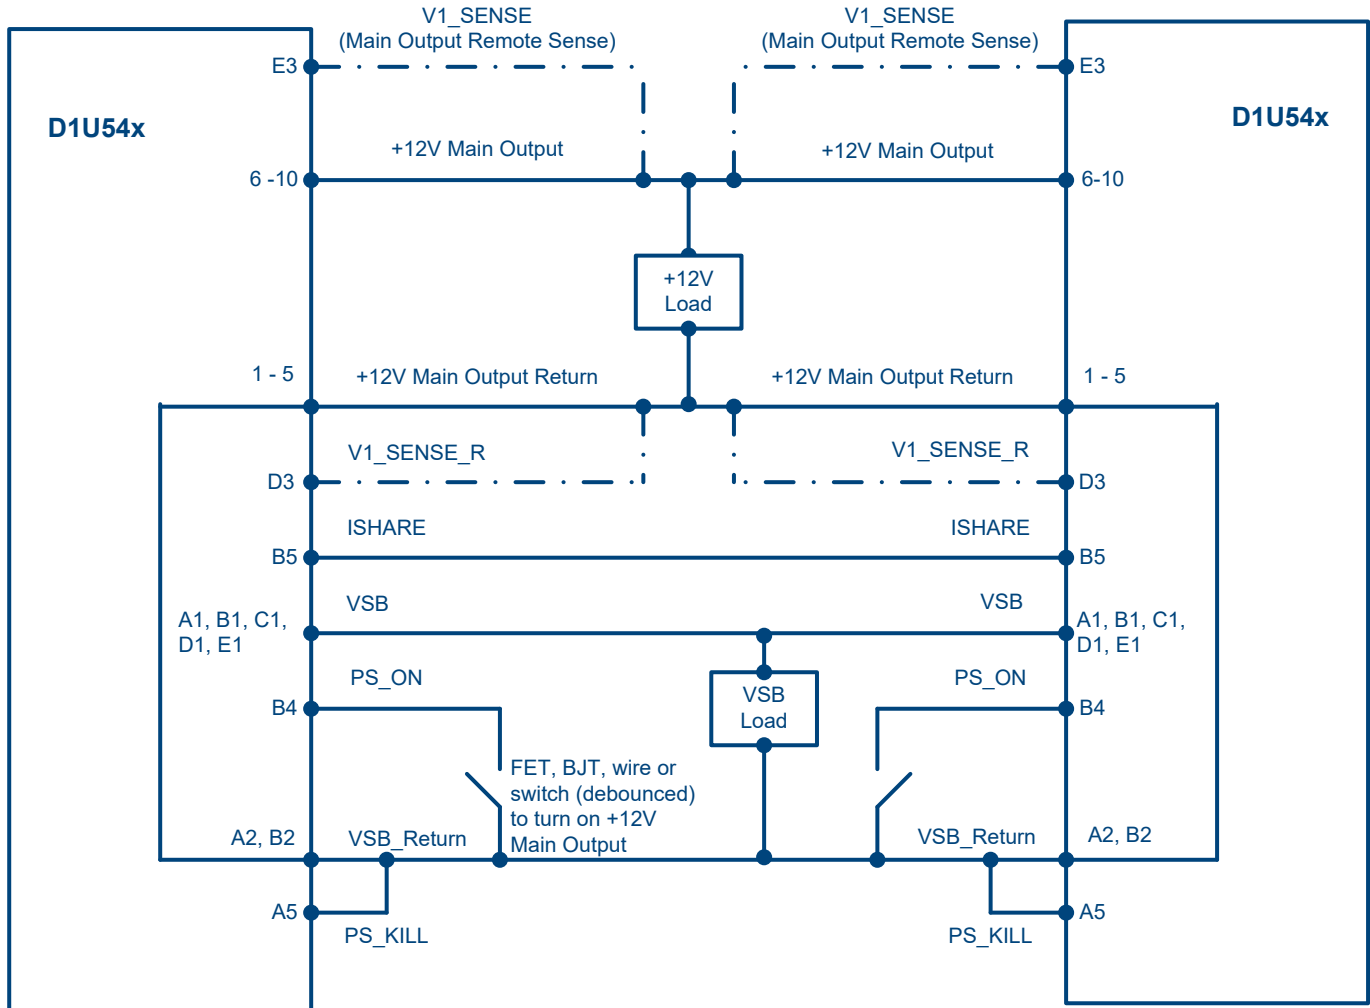 V1_SENSE
(Main Output Remote Sense)
V1_SENSE
(Main Output Remote Sense)
E3
E3
D1U54x
D1U54x
+12V Main Output
+12V Main Output
6 -10
6-10
+12V
Load
1 - 5
+12V Main Output Return
+12V Main Output Return
1 - 5
V1_SENSE_R
V1_SENSE_R
D3
D3
ISHARE
ISHARE
B5
B5
VSB
VSB
A1, B1, C1,
D1, E1
A1, B1, C1,
D1, E1
PS_ON
PS_ON
B4
B4
VSB
Load
FET, BJT, wire or
switch (debounced)
to turn on +12V
Main Output
A2, B2
VSB_Return
VSB_Return
A2, B2
A5
A5
PS_KILL
PS_KILL